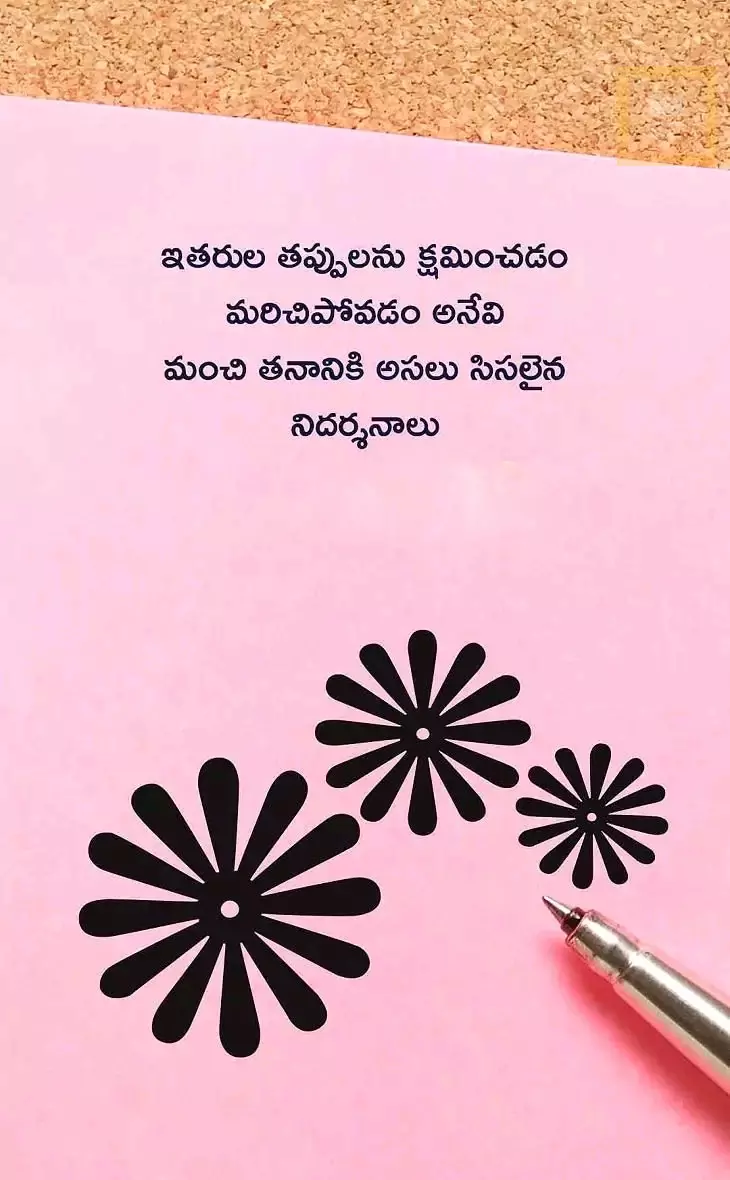 ఇతరుల తప్పులను క్షమించడం
మరిచిపోవడం అనేవి
మంచి తనానికి అసలు సిసలైన
నిదర్శనాలు